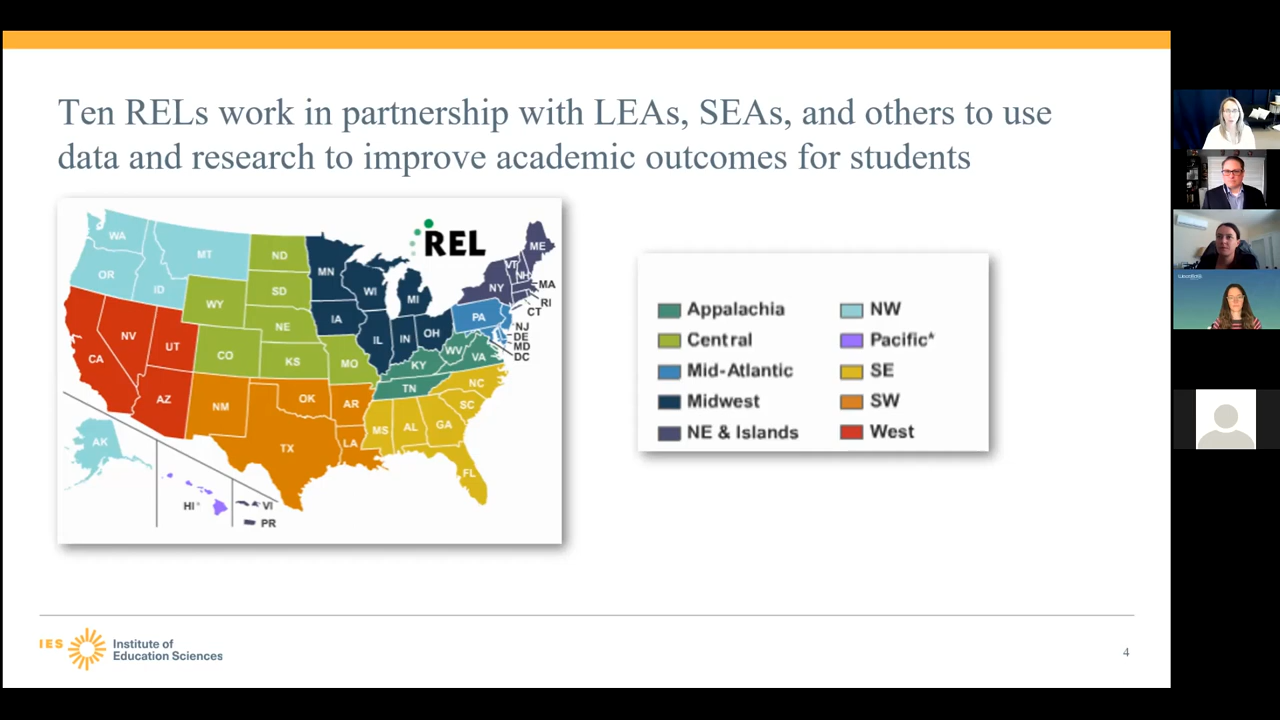 Ten RELs work in partnership with LEAs, SEAs, and others to use
data and research to improve academic outcomes for students
REL
WA
MT
ND
MN
ME
OR
ID
SD
WI
MI
VT
NH
NY
MA
RI
CT
WY
NE
IA
PA
NJ
DE
MD
DC
NV
UT
CO
KS
MO
IL
IN
OH
WV
VA
KY
CA
AZ
NM
OK
AR
TN
NC
SC
TX
LA
MS
AL
GA
FL
AK
HI*
VI
PR
Appalachia
Central
Mid-Atlantic
Midwest
NE & Islands
NW
Pacific*
SE
SW
West
IES
Institute of
Education Sciences
4